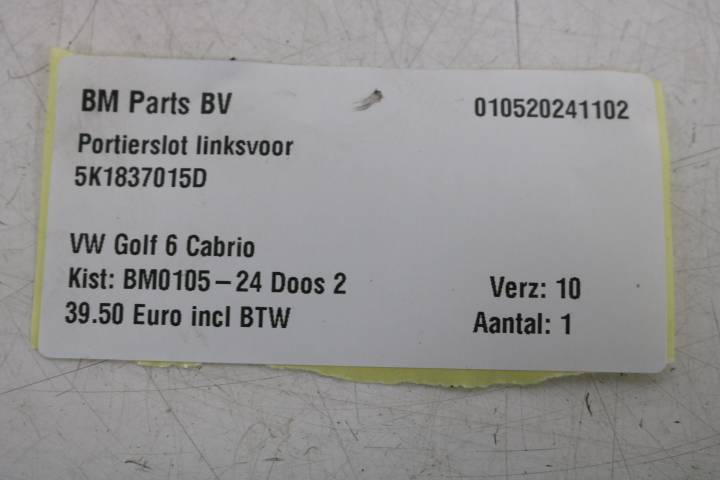 BM Parts BV 010520241102
Portierslot linksvoor
5K1837015D
VW Golf 6 Cabrio
Kist: BM0105-24 Doos 2 Verz: 10
39.50 Euro incl BTW Aantal: 1